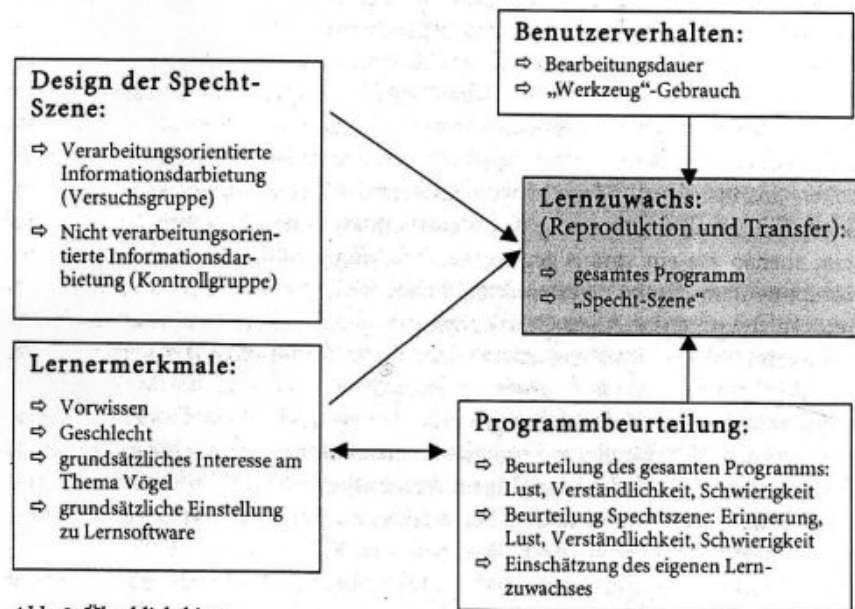 Benutzerverhalten:
⇨ Bearbeitungsdauer
⇨ „Werkzeug“-Gebrauch
Design der Specht-
Szene:
⇨ Verarbeitungsorientierte
Informationsdarbietung
(Versuchsgruppe)
⇨ Nicht verarbeitungsorien-
tierte Informationsdar-
bietung (Kontrollgruppe)
Lernzuwachs:
(Reproduktion und Transfer):
⇨ gesamtes Programm
⇨ „Specht-Szene“
Lernermerkmale:
⇨ Vorwissen
⇨ Geschlecht
⇨ grundsätzliches Interesse am
Thema Vögel
⇨ grundsätzliche Einstellung
zu Lernsoftware
Programmbeurteilung:
⇨ Beurteilung des gesamten Programms:
Lust, Verständlichkeit, Schwierigkeit
⇨ Beurteilung Spechtszene: Erinnerung,
Lust, Verständlichkeit, Schwierigkeit
⇨ Einschätzung des eigenen Lern-
zuwachses